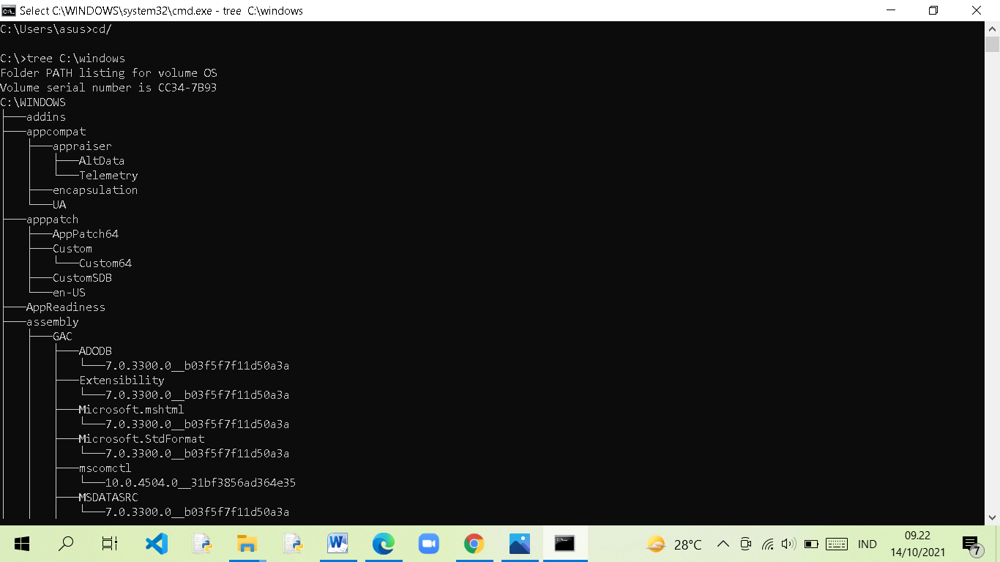 Select C:\WINDOWS\system32\cmd.exe - tree  C:\windows
C:\Users\asus>cd/
C:\>tree C:\windows
Folder PATH listing for volume OS
Volume serial number is CC34-7B93
C:\WINDOWS
├───addins
├───appcompat
│   ├───appraiser
│   │   ├───AltData
│   │   └───Telemetry
│   ├───encapsulation
│   └───UA
├───apppatch
│   ├───AppPatch64
│   ├───Custom
│   │   └───Custom64
│   ├───CustomSDB
│   └───en-US
├───AppReadiness
├───assembly
│   ├───GAC
│   │   ├───ADODB
│   │   │   └───7.0.3300.0__b03f5f7f11d50a3a
│   │   ├───Extensibility
│   │   │   └───7.0.3300.0__b03f5f7f11d50a3a
│   │   ├───Microsoft.mshtml
│   │   │   └───7.0.3300.0__b03f5f7f11d50a3a
│   │   ├───Microsoft.StdFormat
│   │   │   └───7.0.3300.0__b03f5f7f11d50a3a
│   │   ├───mscomctl
│   │   │   └───10.0.4504.0__31bf3856ad364e35
│   │   ├───MSDATASRC
│   │   │   └───7.0.3300.0__b03f5f7f11d50a3a
28°C
IND
09.22
14/10/2021
7